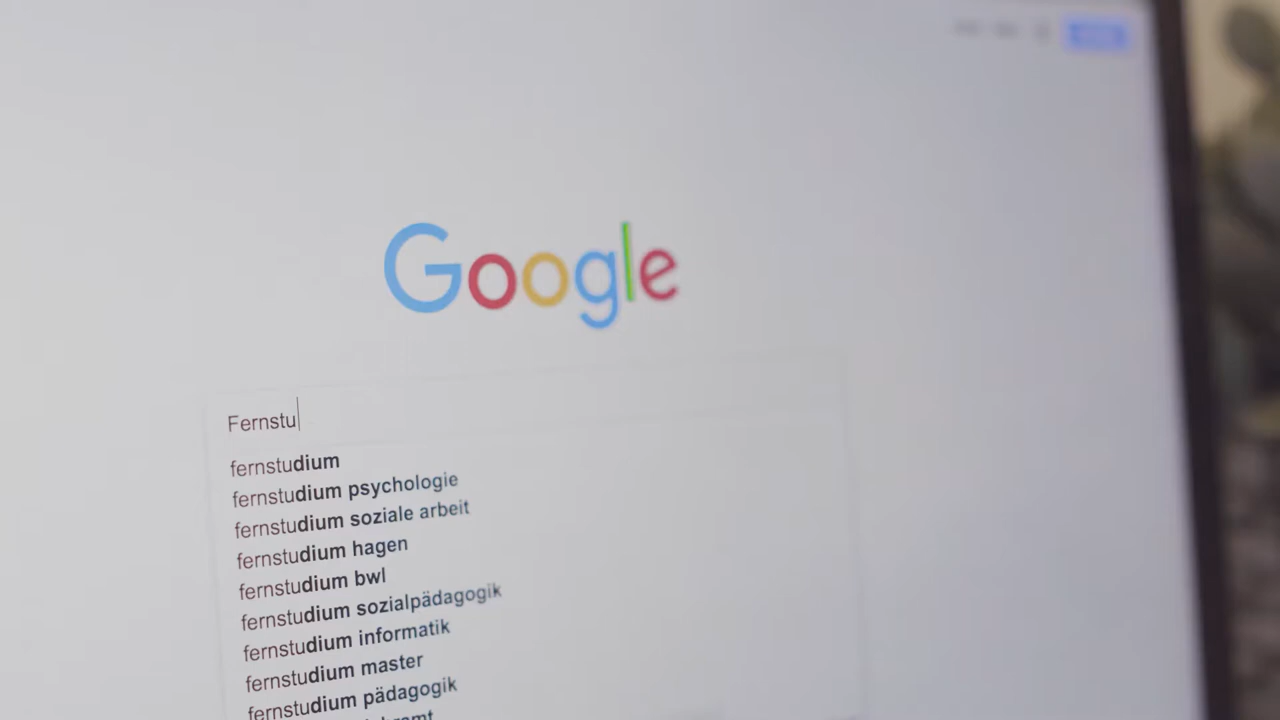 Google
Fernstu
fernstudium
fernstudium psychologie
fernstudium soziale arbeit
fernstudium hagen
fernstudium bwl
fernstudium sozialpädagogik
fernstudium informatik
fernstudium master
fernstudium pädagogik